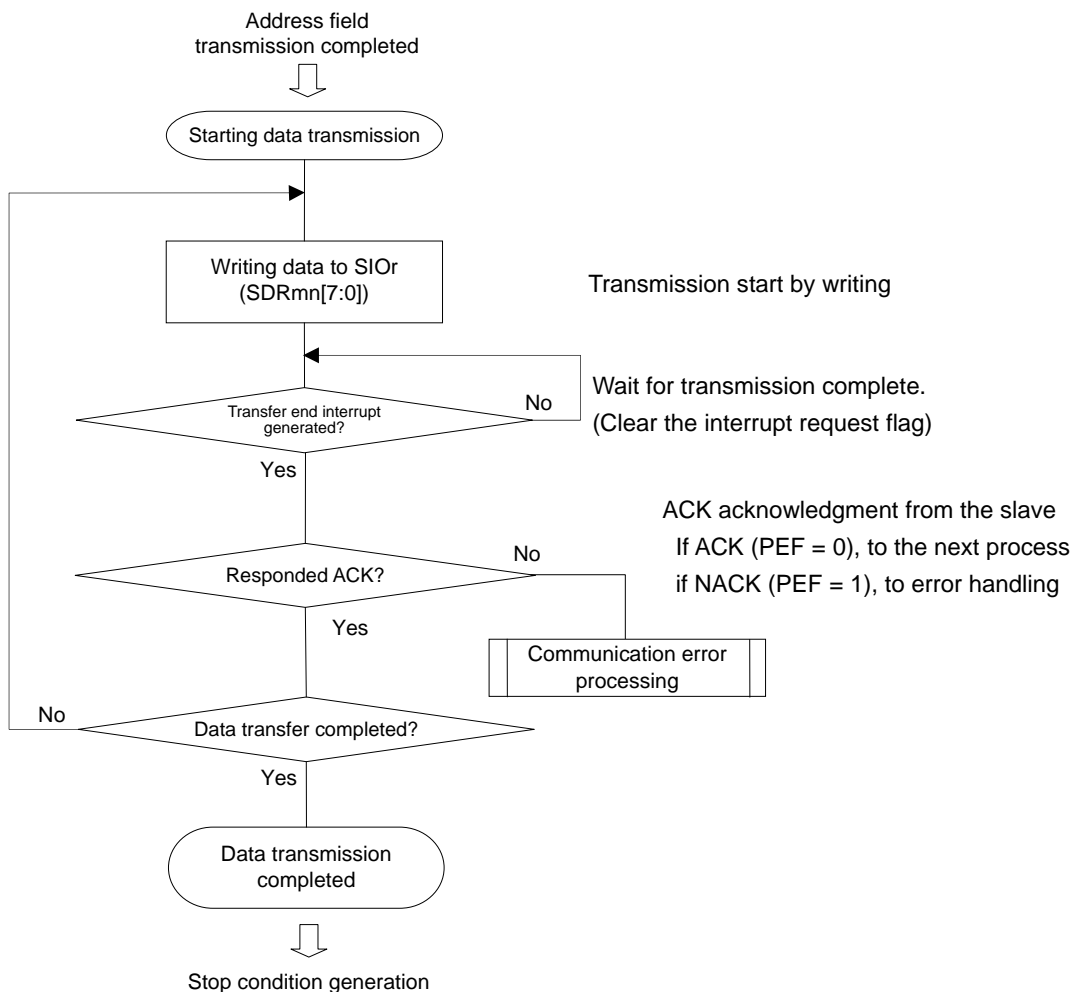 Address field
transmission completed
Starting data transmission
Writing data to SIOr
(SDRmn[7:0])
Transmission start by writing
Transfer end interrupt
generated?
No
Wait for transmission complete.
(Clear the interrupt request flag)
Yes
Responded ACK?
No
ACK acknowledgment from the slave
If ACK (PEF = 0), to the next process
if NACK (PEF = 1), to error handling
Yes
Communication error
processing
Data transfer completed?
No
Yes
Data transmission
completed
Stop condition generation